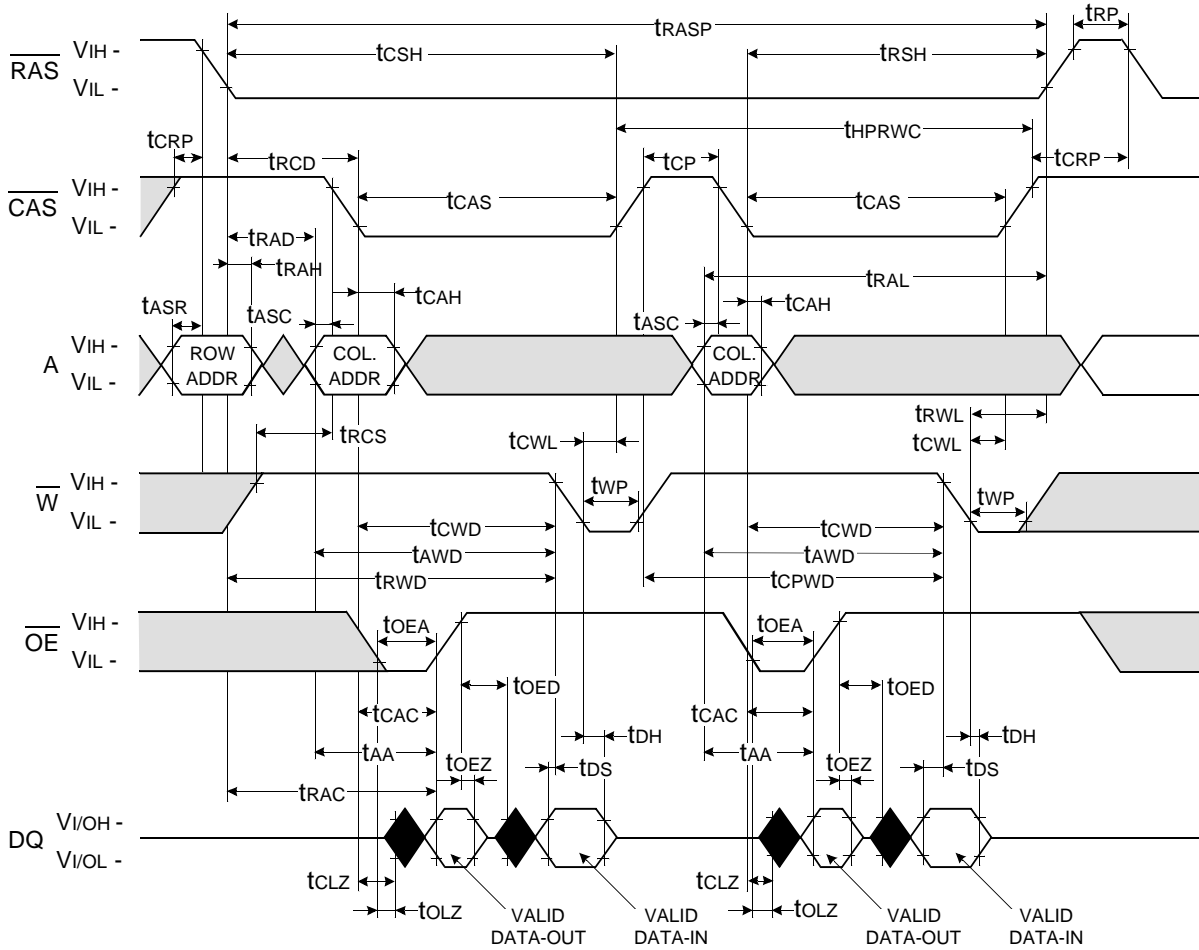 tRASP
tRP
tCSH
tRSH
RAS
VIH -
VIL -
tHPRWC
tCRP
tRCD
tCP
tCRP
CAS
VIH -
VIL -
tCAS
tCAS
tRAD
tRAH
tRAL
tASR
tASC
tCAH
tASC
tCAH
A
VIH -
VIL -
ROW
ADDR
COL.
ADDR
COL.
ADDR
tRCS
tCWL
tRWL
tCWL
W
VIH -
VIL -
tWP
tWP
tCWD
tCWD
tAWD
tAWD
tRWD
tCPWD
OE
VIH -
VIL -
tOEA
tOEA
tOED
tOED
tCAC
tCAC
tDH
tDH
tAA
tAA
tOEZ
tDS
tOEZ
tDS
tRAC
DQ
VI/OH -
VI/OL -
tCLZ
tCLZ
tOLZ
tOLZ
VALID
DATA-OUT
VALID
DATA-IN
VALID
DATA-OUT
VALID
DATA-IN